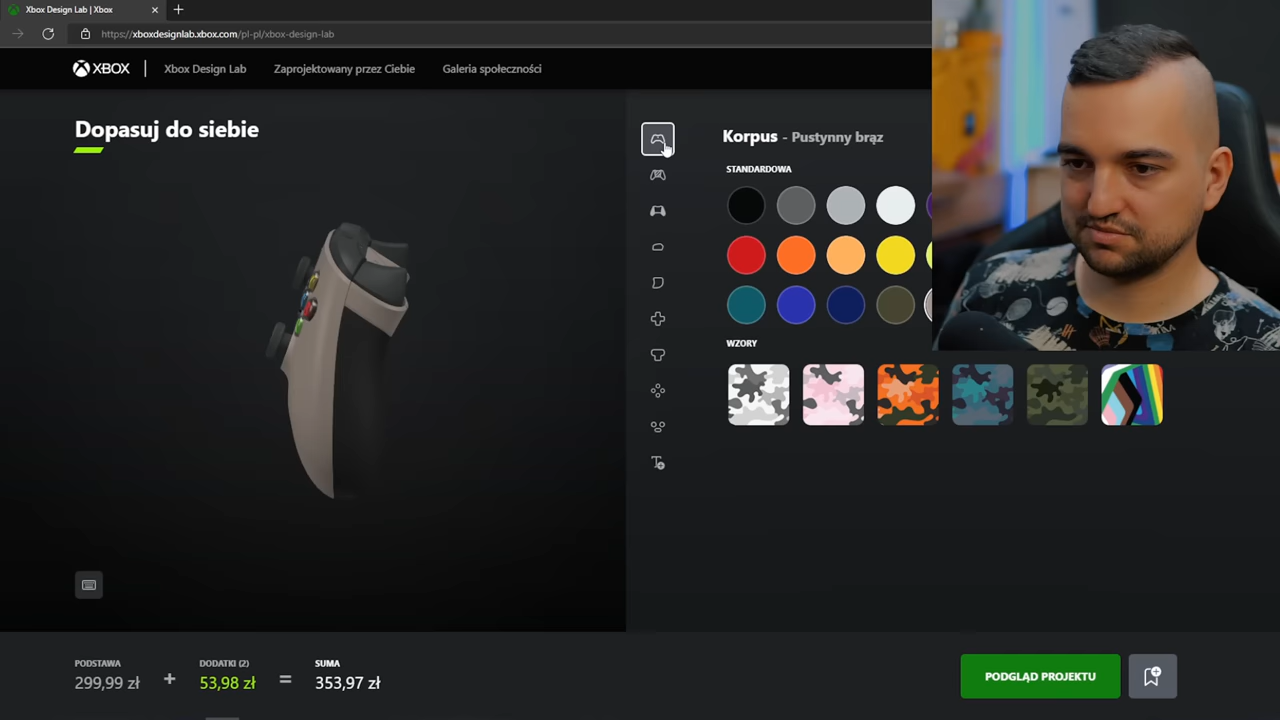 Xbox Design Lab | Xbox
https://xboxdesignlab.xbox.com/pl-pl/xbox-design-lab
XBOX
Xbox Design Lab
Zaprojektowany przez Ciebie
Galeria społeczności
Dopasuj do siebie
Korpus - Pustynny brąz
STANDARDOWA
WZORY
PODSTAWA
299,99 zł
+
DODATKI (2)
53,98 zł
=
SUMA
353,97 zł
PODGLĄD PROJEKTU